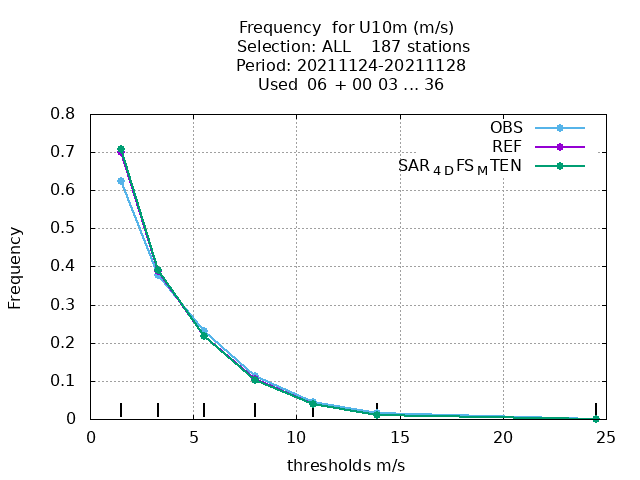 Frequency  for U10m (m/s)
Selection: ALL    187 stations
Period: 20211124-20211128
Used  06 + 00 03 ... 36
0.8
0.7
0.6
0.5
0.4
0.3
0.2
0.1
0
Frequency
OBS
REF
SAR4DFSMTEN
0 5 10 15 20 25
thresholds m/s